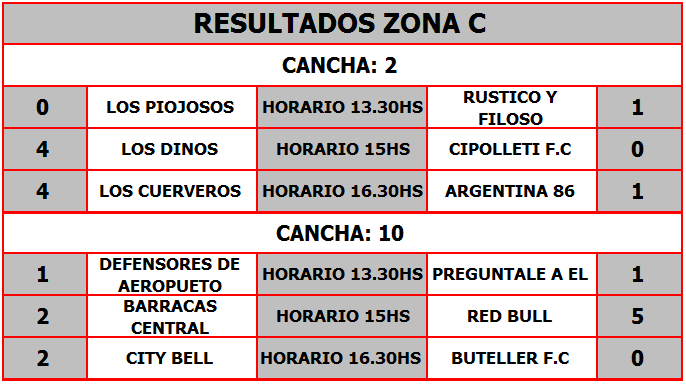 RESULTADOS ZONA C
CANCHA: 2
0 LOS PIOJOSOS HORARIO 13.30HS RUSTICO Y FILOSO 1
4 LOS DINOS HORARIO 15HS CIPOLLETI F.C 0
4 LOS CUERVEROS HORARIO 16.30HS ARGENTINA 86 1
CANCHA: 10
1 DEFENSORES DE AEROPUETO HORARIO 13.30HS PREGUNTALE A EL 1
2 BARRACAS CENTRAL HORARIO 15HS RED BULL 5
2 CITY BELL HORARIO 16.30HS BUTELLER F.C 0